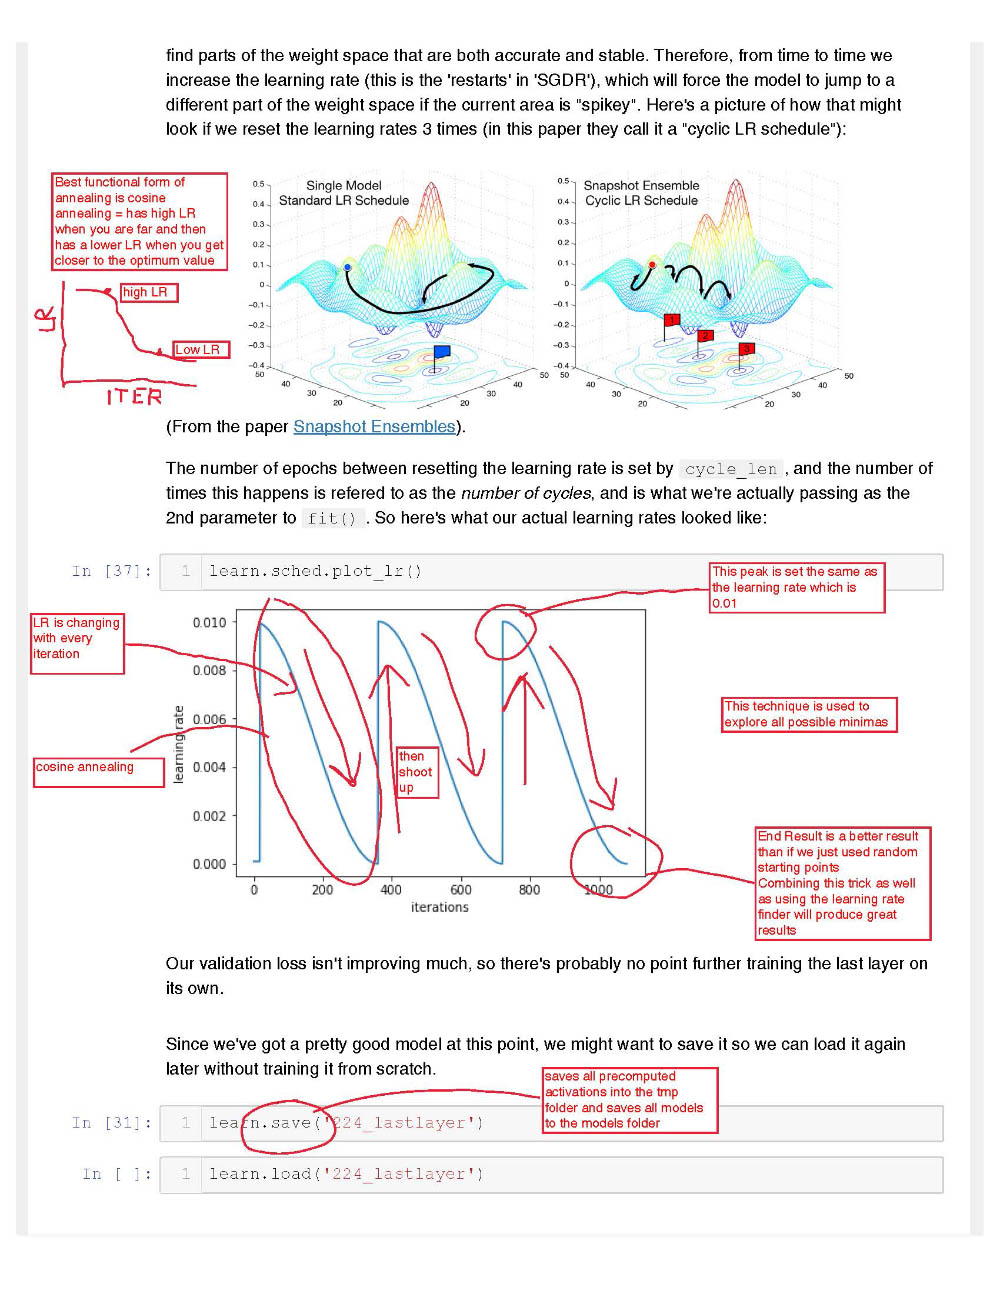 find parts of the weight space that are both accurate and stable. Therefore, from time to time we
increase the learning rate (this is the 'restarts' in 'SGDR'), which will force the model to jump to a
different part of the weight space if the current area is "spikey". Here's a picture of how that might
look if we reset the learning rates 3 times (in this paper they call it a "cyclic LR schedule"):
Best functional form of
annealing is cosine
annealing = has high LR
when you are far and then
has a lower LR when you get
closer to the optimum value
LR
high LR
Low LR
ITER
Single Model
Standard LR Schedule
0.5
0.4
0.3
0.2
0.1
0
-0.1
-0.2
-0.3
-0.4
50
40
30
20
20
30
40
50
Snapshot Ensemble
Cyclic LR Schedule
0.5
0.4
0.3
0.2
0.1
0
-0.1
-0.2
-0.3
-0.4
50
40
30
20
20
30
40
50
1
2
3
(From the paper Snapshot Ensembles).
The number of epochs between resetting the learning rate is set by cycle_len , and the number of
times this happens is refered to as the number of cycles, and is what we're actually passing as the
2nd parameter to fit() . So here's what our actual learning rates looked like:
In [37]: 1 learn.sched.plot_lr()
This peak is set the same as
the learning rate which is
0.01
LR is changing
with every
iteration
cosine annealing
learning rate
0.010
0.008
0.006
0.004
0.002
0.000
then
shoot
up
0 200 400 600 800 1000
iterations
This technique is used to
explore all possible minimas
End Result is a better result
than if we just used random
starting points
Combining this trick as well
as using the learning rate
finder will produce great
results
Our validation loss isn't improving much, so there's probably no point further training the last layer on
its own.
Since we've got a pretty good model at this point, we might want to save it so we can load it again
later without training it from scratch.
saves all precomputed
activations into the tmp
folder and saves all models
to the models folder
In [31]: 1 learn.save('224_lastlayer')
In [ ]: 1 learn.load('224_lastlayer')